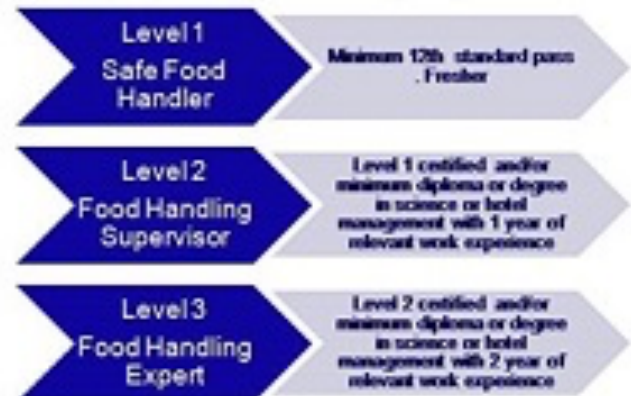 Level 1
Safe Food
Handler
Minimum 12th standard pass
. Fresher
Level 2
Food Handling
Supervisor
Level 1 certified and/or
minimum diploma or degree
in science or hotel
management with 1 year of
relevant work experience
Level 3
Food Handling
Expert
Level 2 certified and/or
minimum diploma or degree
in science or hotel
management with 2 year of
relevant work experience